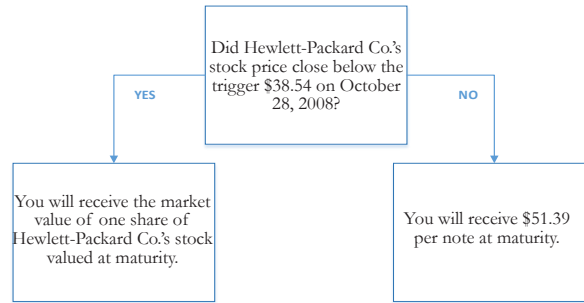 Did Hewlett-Packard Co.'s
stock price close below the
trigger $38.54 on October
28, 2008?
YES
NO
You will receive the market
value of one share of
Hewlett-Packard Co.'s stock
valued at maturity.
You will receive $51.39
per note at maturity.